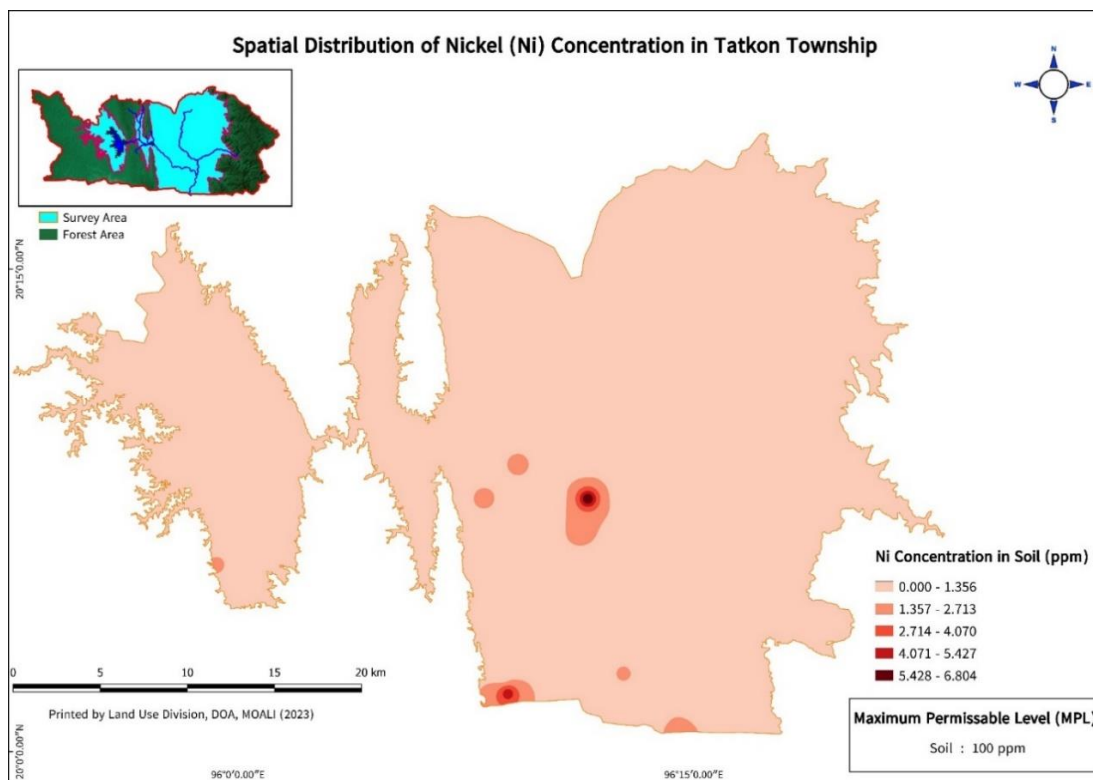 Spatial Distribution of Nickel (Ni) Concentration in Tatkon Township
N
W
E
S
Survey Area
Forest Area
20°15'0.00"N
Ni Concentration in Soil (ppm)
0.000 - 1.356
1.357 - 2.713
2.714 - 4.070
4.071 - 5.427
5.428 - 6.804
0 5 10 15 20 km
Printed by Land Use Division, DOA, MOALI (2023)
Maximum Permissable Level (MPL)
Soil : 100 ppm
20°0'0.00"N
96°0'0.00"E
96°15'0.00"E